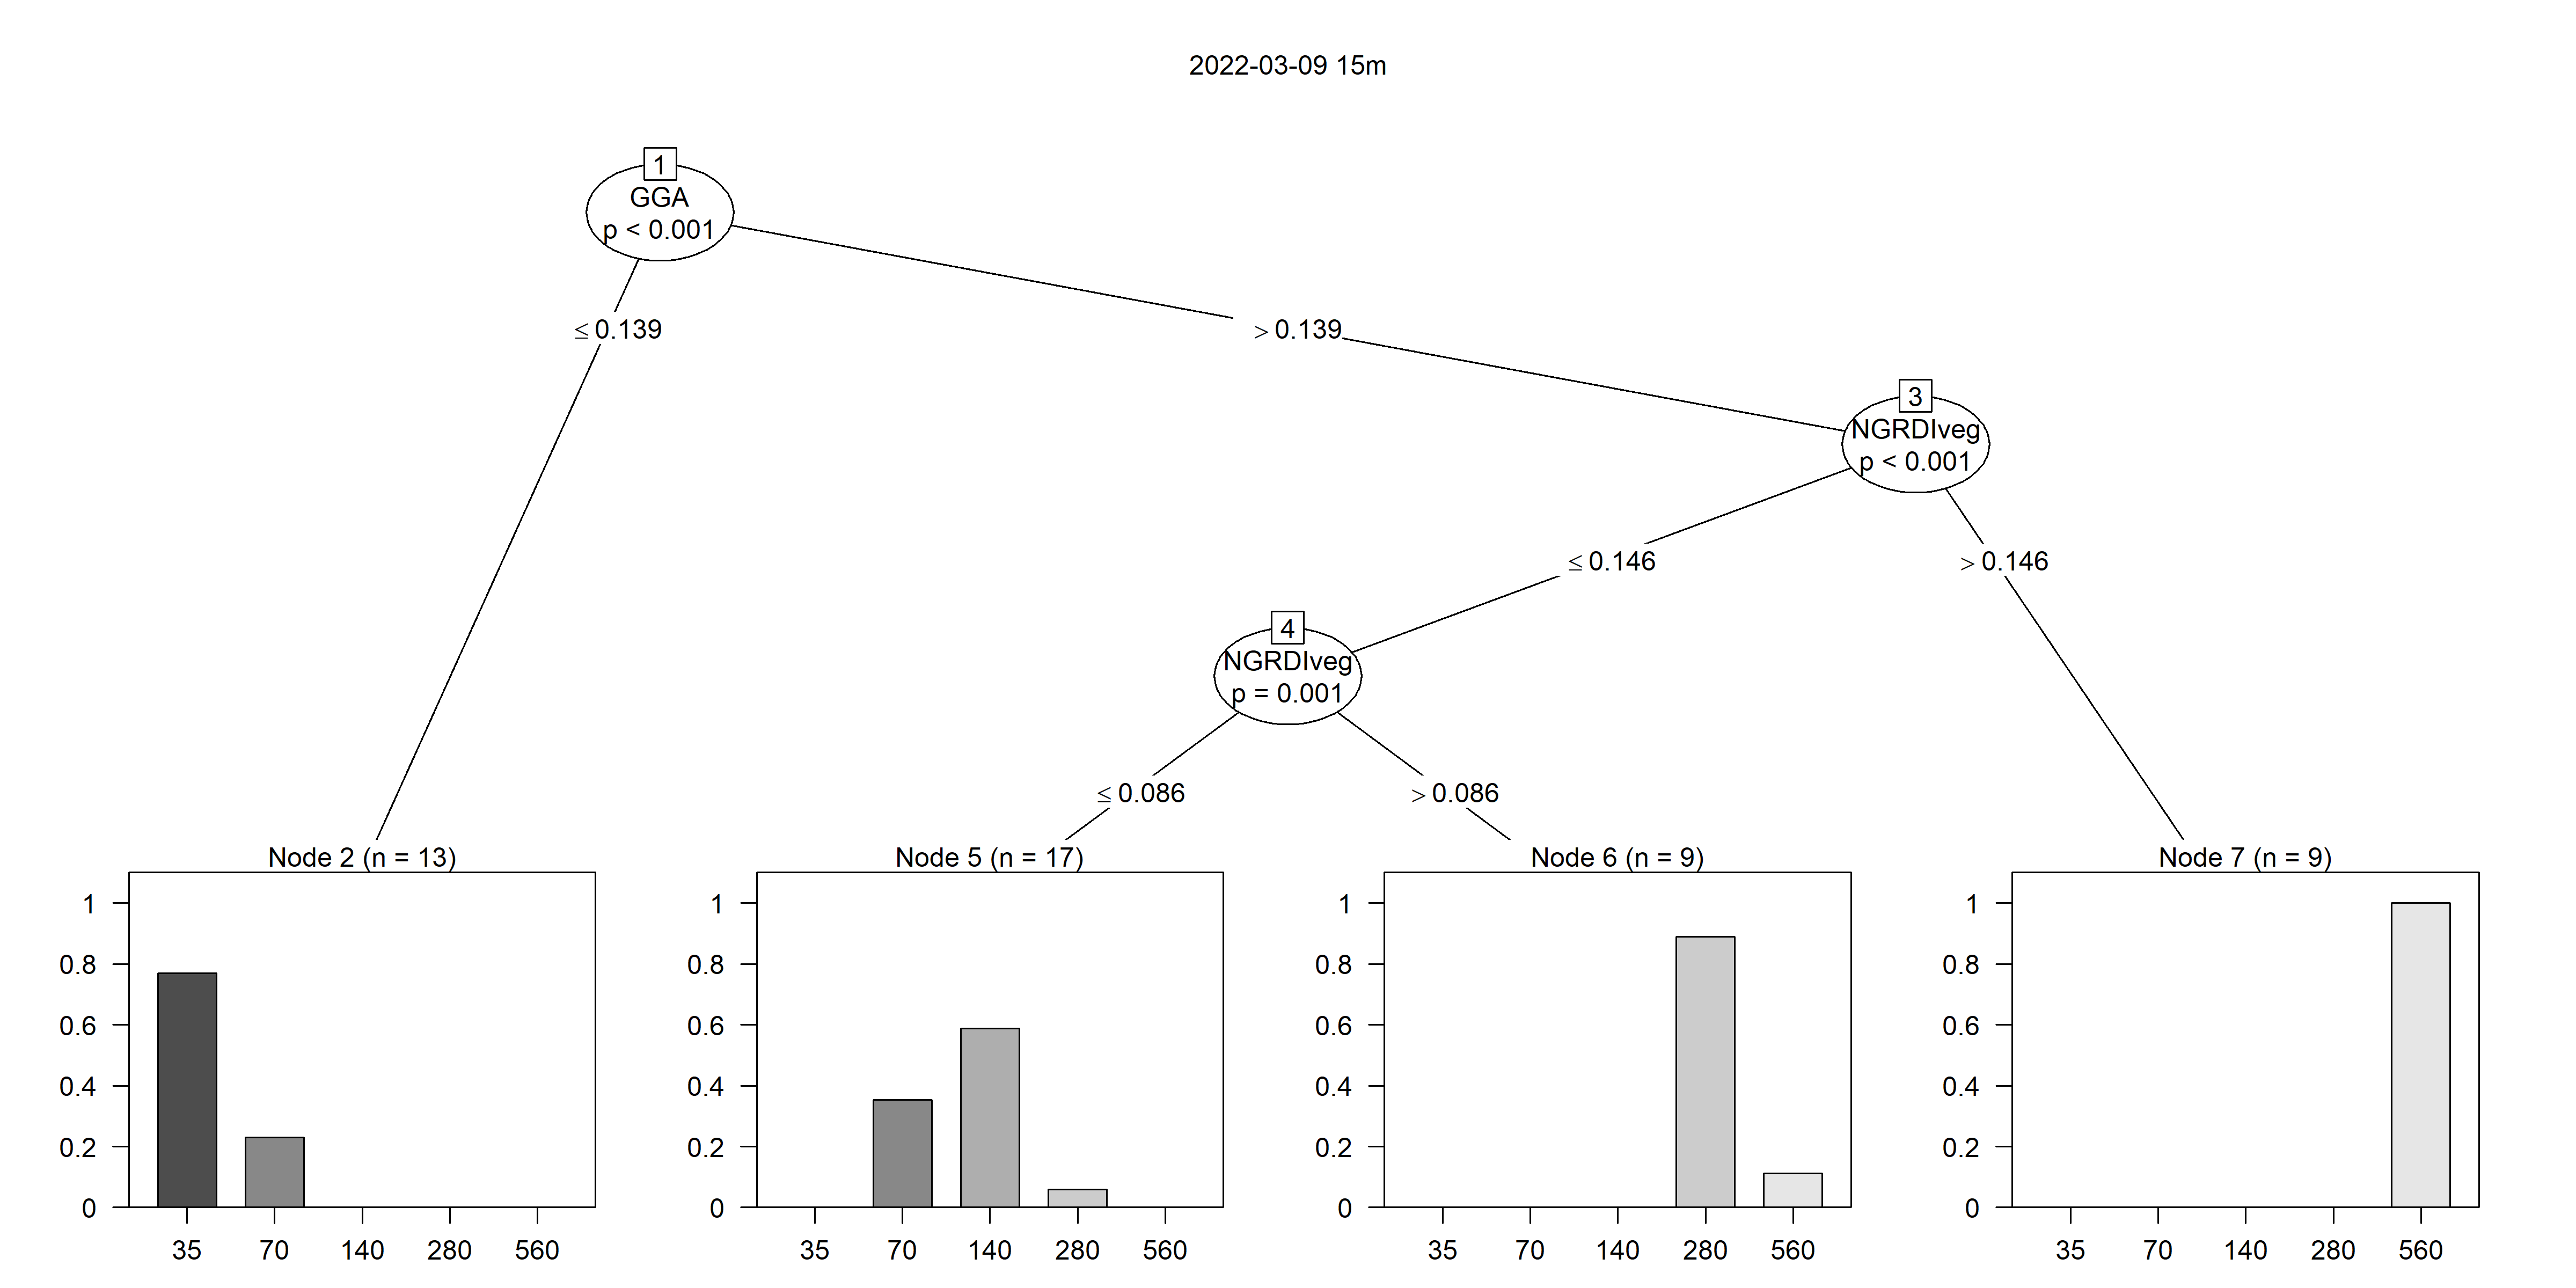 2022-03-09 15m
1
GGA
p < 0.001
≤ 0.139
> 0.139
3
NGRDIveg
p < 0.001
≤ 0.146
> 0.146
4
NGRDIveg
p = 0.001
≤ 0.086
> 0.086
Node 2 (n = 13)
1
0.8
0.6
0.4
0.2
0
35 70 140 280 560
Node 5 (n = 17)
1
0.8
0.6
0.4
0.2
0
35 70 140 280 560
Node 6 (n = 9)
1
0.8
0.6
0.4
0.2
0
35 70 140 280 560
Node 7 (n = 9)
1
0.8
0.6
0.4
0.2
0
35 70 140 280 560